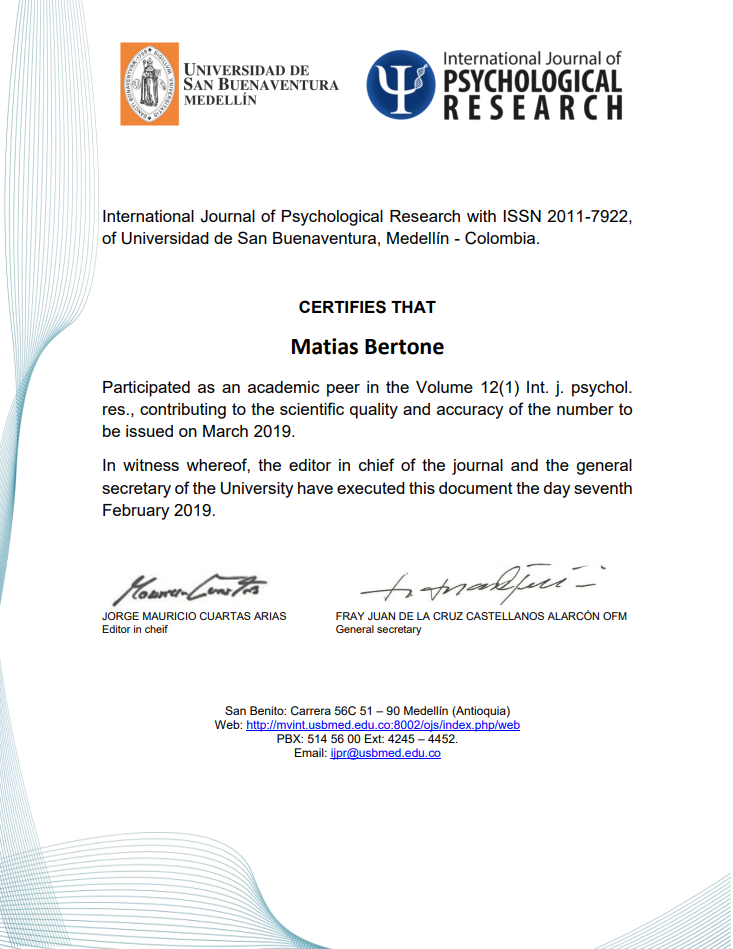 UNIVERSIDAD DE
SAN BUENAVENTURA
MEDELLÍN
International Journal of
PSYCHOLOGICAL
RESEARCH
International Journal of Psychological Research with ISSN 2011-7922,
of Universidad de San Buenaventura, Medellín - Colombia.
CERTIFIES THAT
Matias Bertone
Participated as an academic peer in the Volume 12(1) Int. j. psychol.
res., contributing to the scientific quality and accuracy of the number to
be issued on March 2019.
In witness whereof, the editor in chief of the journal and the general
secretary of the University have executed this document the day seventh
February 2019.
JORGE MAURICIO CUARTAS ARIAS
Editor in cheif
FRAY JUAN DE LA CRUZ CASTELLANOS ALARCÓN OFM
General secretary
San Benito: Carrera 56C 51 – 90 Medellín (Antioquia)
Web: http://mvint.usbmed.edu.co:8002/ojs/index.php/web
PBX: 514 56 00 Ext: 4245 – 4452.
Email: ijpr@usbmed.edu.co